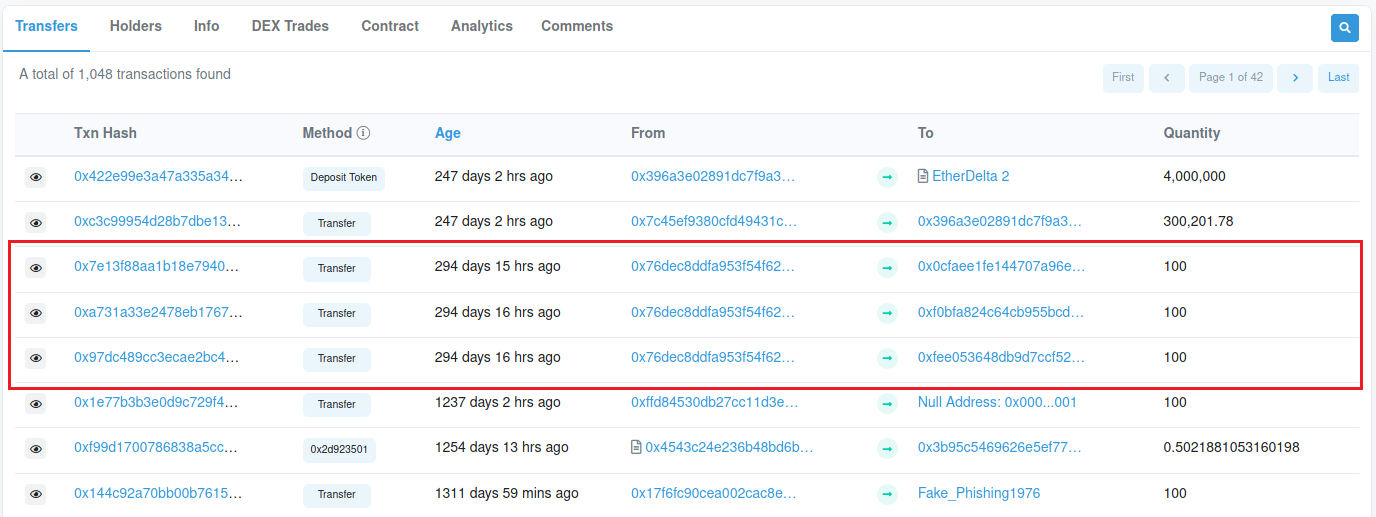 Transfers Holders Info DEX Trades Contract Analytics Comments
A total of 1,048 transactions found First Page 1 of 42 Last
Txn Hash Method Age From To Quantity
0x422e99e3a47a335a34... Deposit Token 247 days 2 hrs ago 0x396a3e02891dc7f9a3... EtherDelta 2 4,000,000
0xc3c99954d28b7dbe13... Transfer 247 days 2 hrs ago 0x7c45ef9380cfd49431c... 0x396a3e02891dc7f9a3... 300,201.78
0x7e13f88aa1b18e7940... Transfer 294 days 15 hrs ago 0x76dec8ddfa953f54f62... 0x0cfaee1fe144707a96e... 100
0xa731a33e2478eb1767... Transfer 294 days 16 hrs ago 0x76dec8ddfa953f54f62... 0xf0bfa824c64cb955bcd... 100
0x97dc489cc3ecae2bc4... Transfer 294 days 16 hrs ago 0x76dec8ddfa953f54f62... 0xfee053648db9d7ccf52... 100
0x1e77b3b3e0d9c729f4... Transfer 1237 days 2 hrs ago 0xffd84530db27cc11d3e... Null Address: 0x000...001 100
0xf99d1700786838a5cc... 0x2d923501 1254 days 13 hrs ago 0x4543c24e236b48bd6b... 0x3b95c5469626e5ef77... 0.5021881053160198
0x144c92a70bb00b7615... Transfer 1311 days 59 mins ago 0x17f6fc90cea002cac8e... Fake_Phishing1976 100